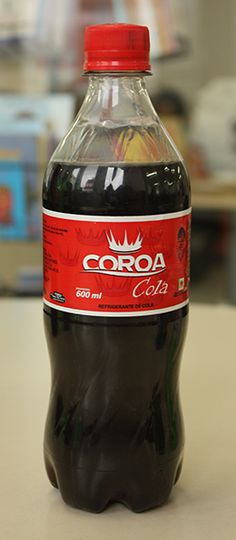 COROA
Cola
600 ml
REFRIGERANTE DE COLA